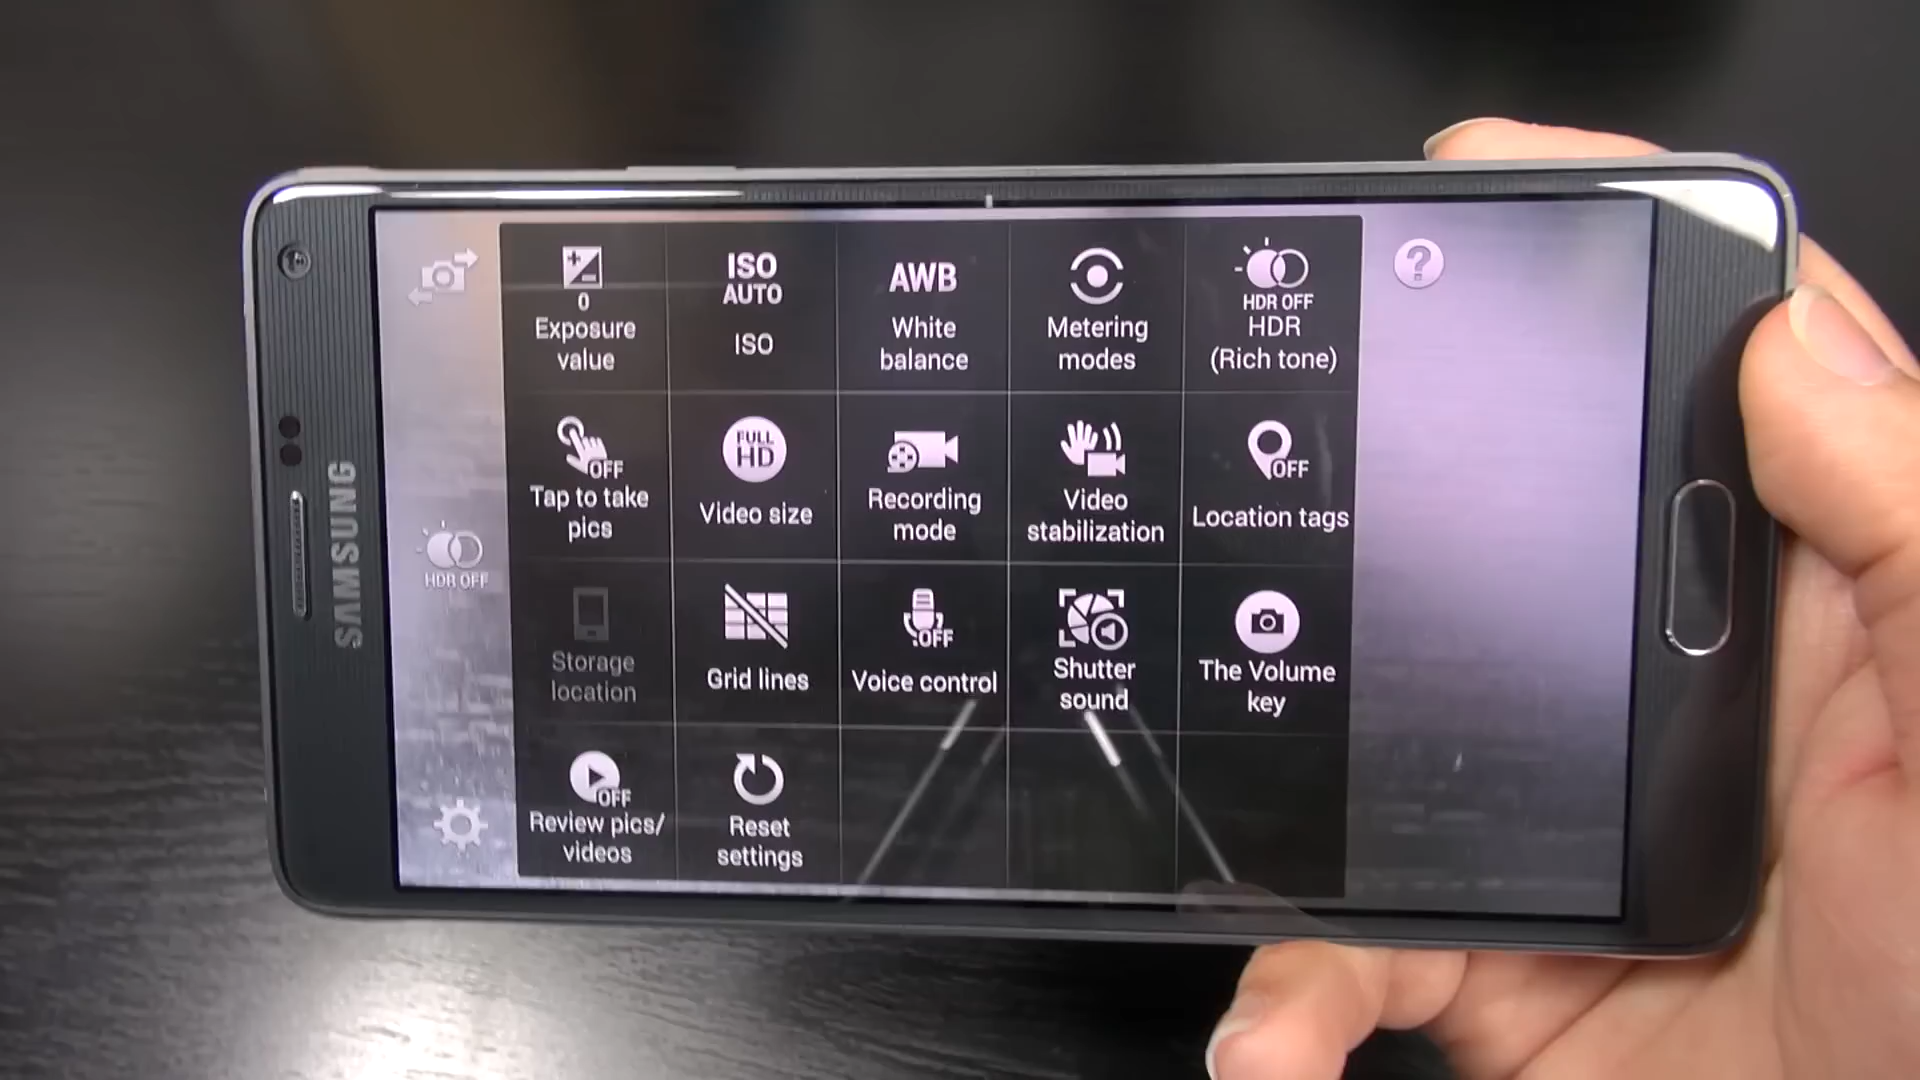 SAMSUNG
HDR OFF
0
Exposure
value
ISO
AUTO
ISO
AWB
White
balance
Metering
modes
HDR OFF
HDR
(Rich tone)
?
OFF
Tap to take
pics
FULL
HD
Video size
Recording
mode
Video
stabilization
OFF
Location tags
Storage
location
Grid lines
OFF
Voice control
Shutter
sound
The Volume
key
OFF
Review pics/
videos
Reset
settings